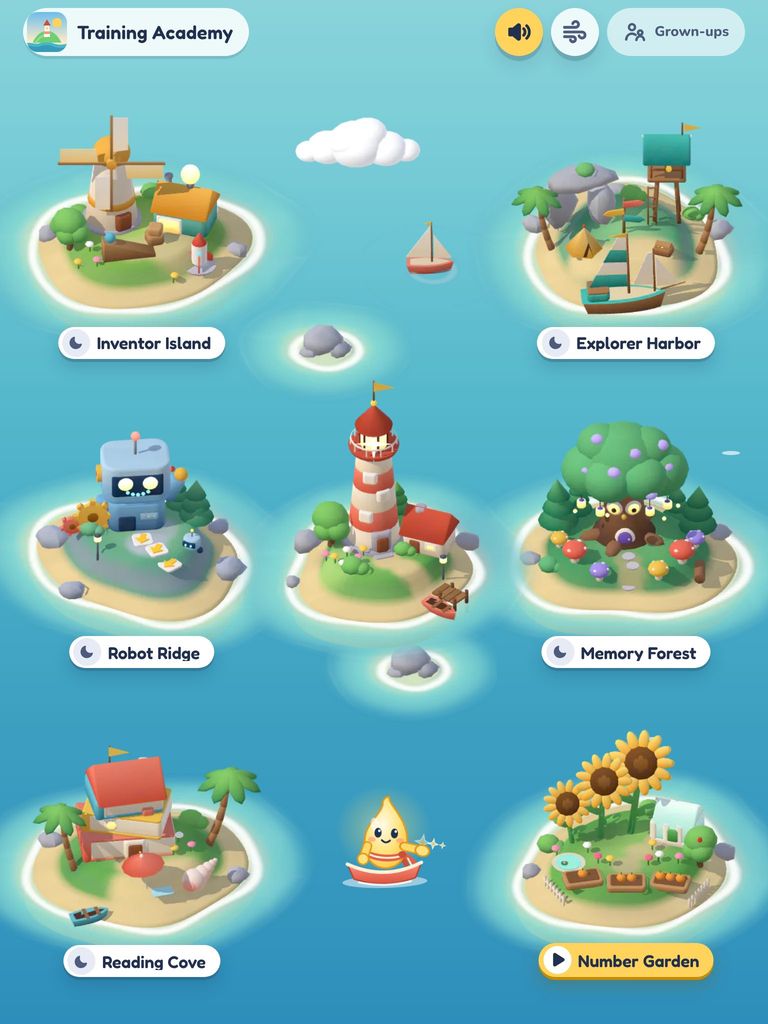 Training Academy
Grown-ups
Inventor Island
Explorer Harbor
Robot Ridge
Memory Forest
Reading Cove
Number Garden